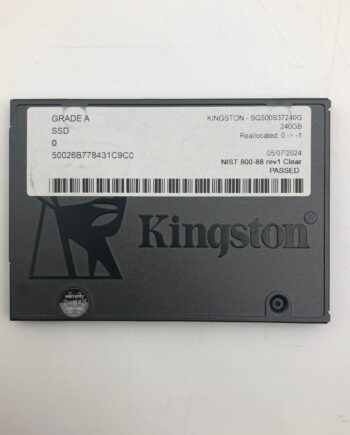 GRADE A
SSD
0
50026B778431C9C0
KINGSTON - SQ500S37240G
240GB
Reallocated: 0 -> -1
05/07/2024
NIST 800-88 rev1 Clear
PASSED
Kingston®
warranty